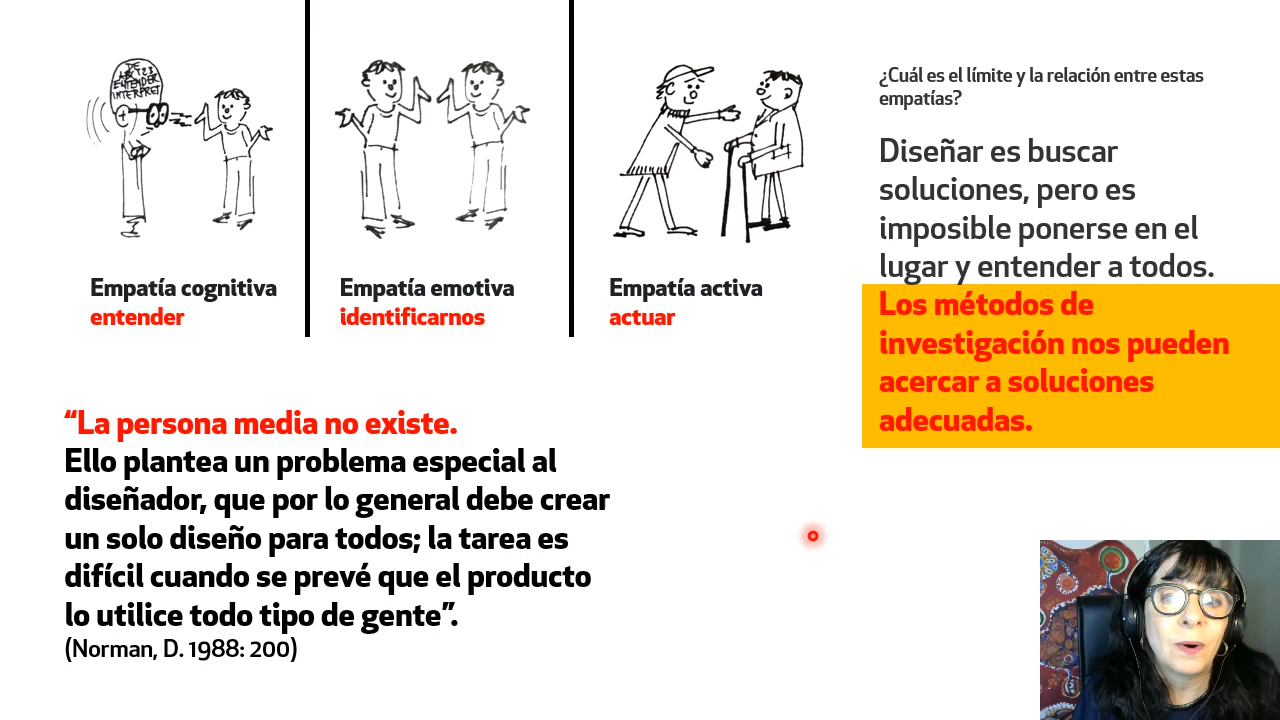 DE
ABC123
ENTENDER
INTERPRET
Empatía cognitiva
entender
Empatía emotiva
identificarnos
Empatía activa
actuar
¿Cuál es el límite y la relación entre estas
empatías?
Diseñar es buscar
soluciones, pero es
imposible ponerse en el
lugar y entender a todos.
Los métodos de
investigación nos pueden
acercar a soluciones
adecuadas.
“La persona media no existe.
Ello plantea un problema especial al
diseñador, que por lo general debe crear
un solo diseño para todos; la tarea es
difícil cuando se prevé que el producto
lo utilice todo tipo de gente”.
(Norman, D. 1988: 200)